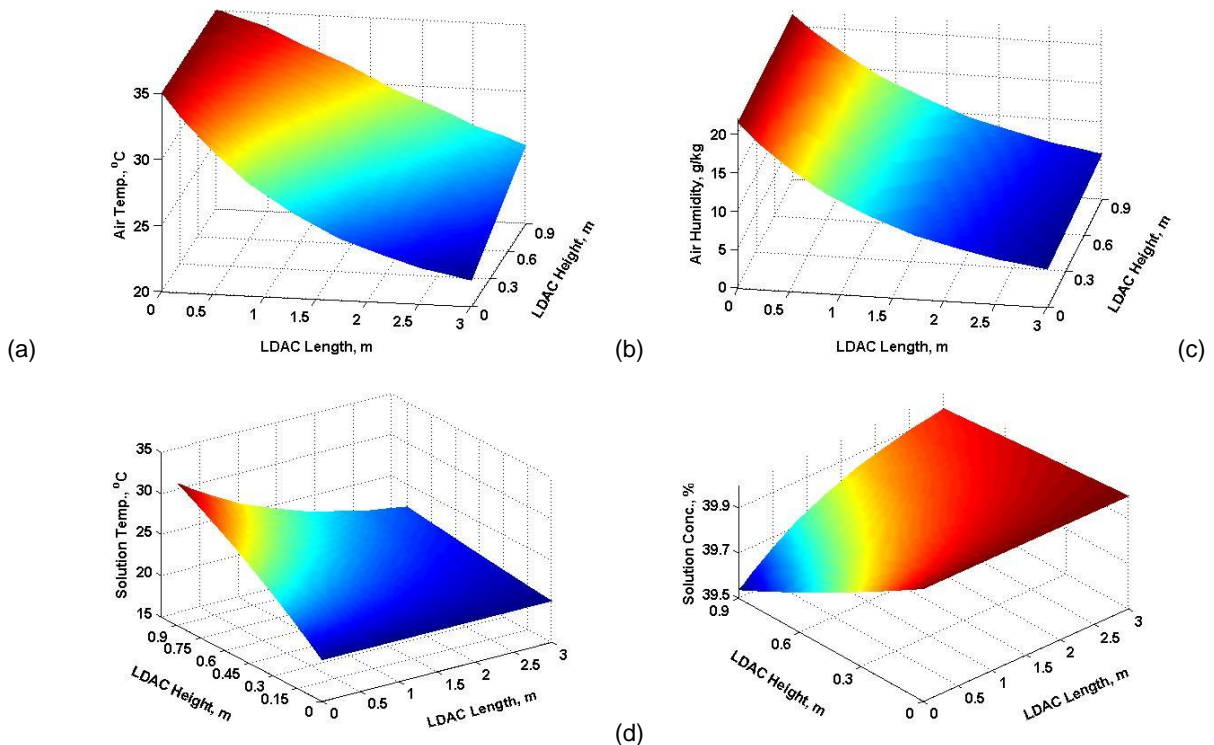 35
30
25
20
Air Temp., ⁰C
0 0.5 1 1.5 2 2.5 3
LDAC Length, m
0 0.3 0.6 0.9
LDAC Height, m
(a)
20
15
10
5
0
Air Humidity, g/kg
0 0.5 1 1.5 2 2.5 3
LDAC Length, m
0 0.3 0.6 0.9
LDAC Height, m
(b)
(c)
35
30
25
20
15
Solution Temp., ⁰C
0.9 0.75 0.6 0.45 0.3 0.15 0
LDAC Height, m
0 0.5 1 1.5 2 2.5 3
LDAC Length, m
39.9
39.7
39.5
Solution Conc., %
0.9 0.6 0.3 0
LDAC Height, m
0 0.5 1 1.5 2 2.5 3
LDAC Length, m
(d)